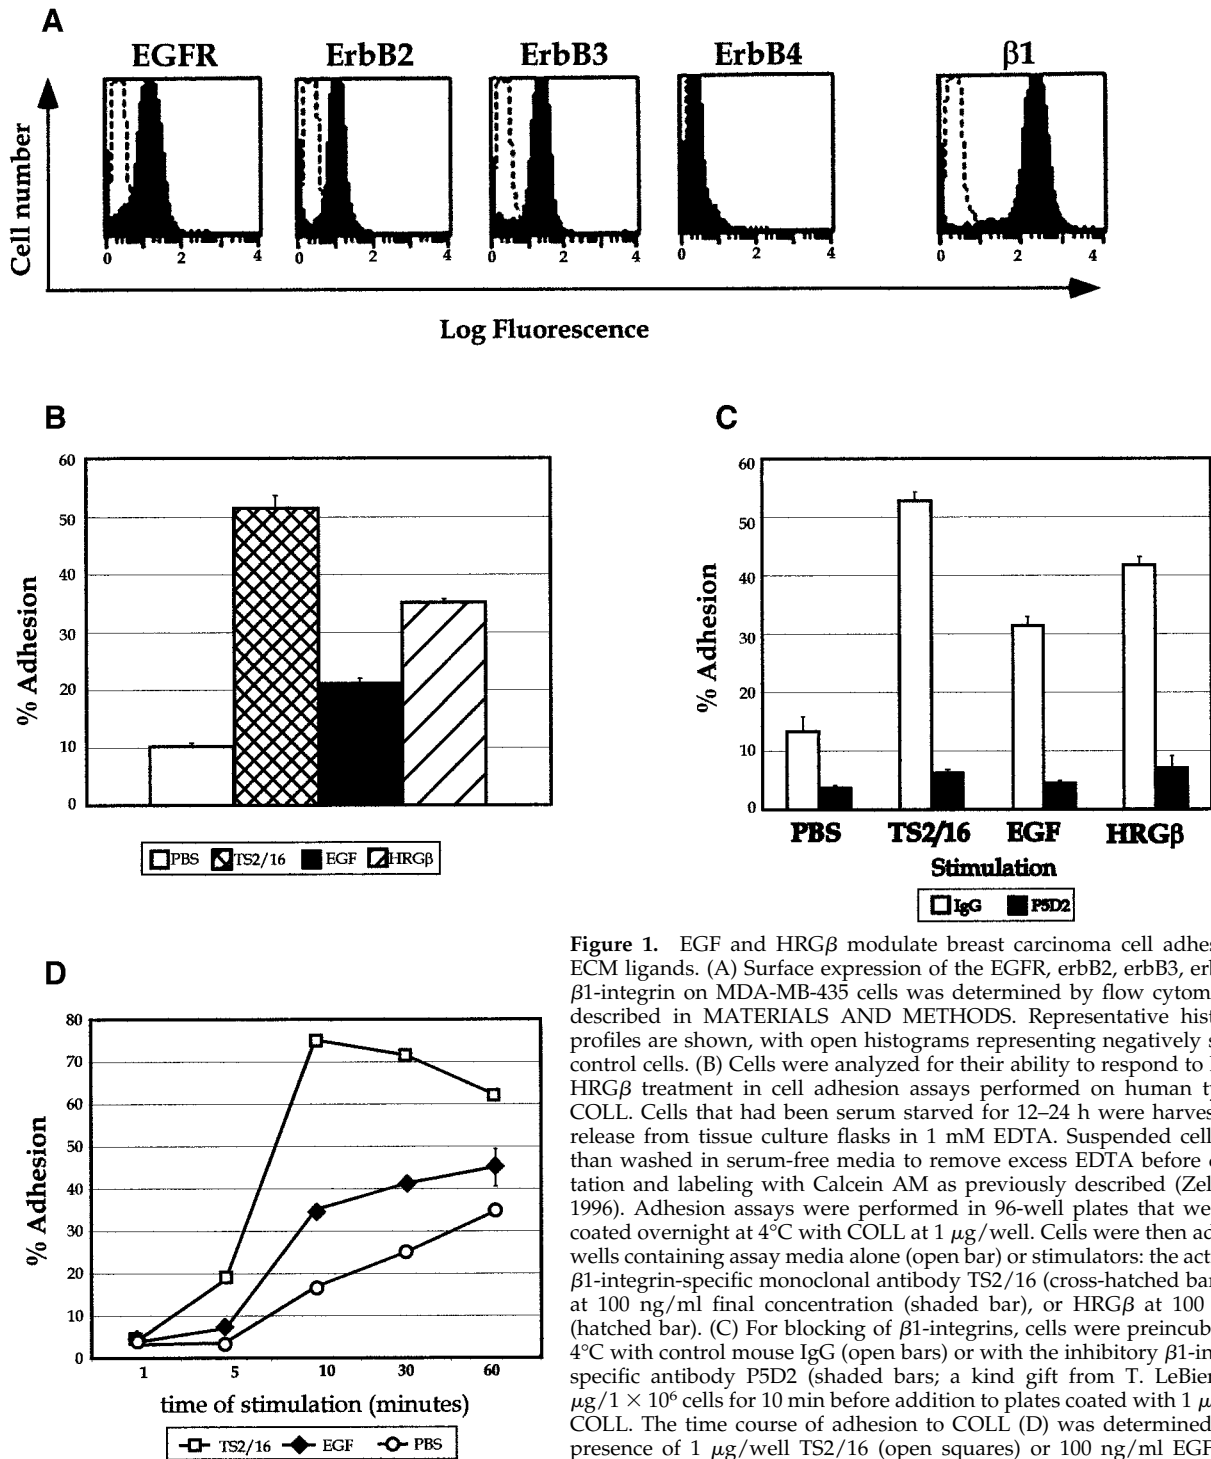 A
EGFR ErbB2 ErbB3 ErbB4 β1
Cell number
0 2 4 0 2 4 0 2 4 0 2 4 0 2 4
Log Fluorescence
B
60
50
40
30
20
10
0
% Adhesion
PBS TS2/16 EGF HRGβ
C
60
50
40
30
20
10
0
% Adhesion
PBS TS2/16 EGF HRGβ
Stimulation
IgG P5D2
D
80
70
60
50
40
30
20
10
0
% Adhesion
1 5 10 30 60
time of stimulation (minutes)
TS2/16 EGF PBS
Figure 1. EGF and HRGβ modulate breast carcinoma cell adhes
ECM ligands. (A) Surface expression of the EGFR, erbB2, erbB3, er
β1-integrin on MDA-MB-435 cells was determined by flow cytom
described in MATERIALS AND METHODS. Representative hist
profiles are shown, with open histograms representing negatively s
control cells. (B) Cells were analyzed for their ability to respond to
HRGβ treatment in cell adhesion assays performed on human ty
COLL. Cells that had been serum starved for 12–24 h were harves
release from tissue culture flasks in 1 mM EDTA. Suspended cell
than washed in serum-free media to remove excess EDTA before
tation and labeling with Calcein AM as previously described (Zel
1996). Adhesion assays were performed in 96-well plates that we
coated overnight at 4°C with COLL at 1 μg/well. Cells were then ad
wells containing assay media alone (open bar) or stimulators: the act
β1-integrin-specific monoclonal antibody TS2/16 (cross-hatched bar
at 100 ng/ml final concentration (shaded bar), or HRGβ at 100
(hatched bar). (C) For blocking of β1-integrins, cells were preincub
4°C with control mouse IgG (open bars) or with the inhibitory β1-in
specific antibody P5D2 (shaded bars; a kind gift from T. LeBien
μg/1 × 10⁶ cells for 10 min before addition to plates coated with 1 μ
COLL. The time course of adhesion to COLL (D) was determined
presence of 1 μg/well TS2/16 (open squares) or 100 ng/ml EGF